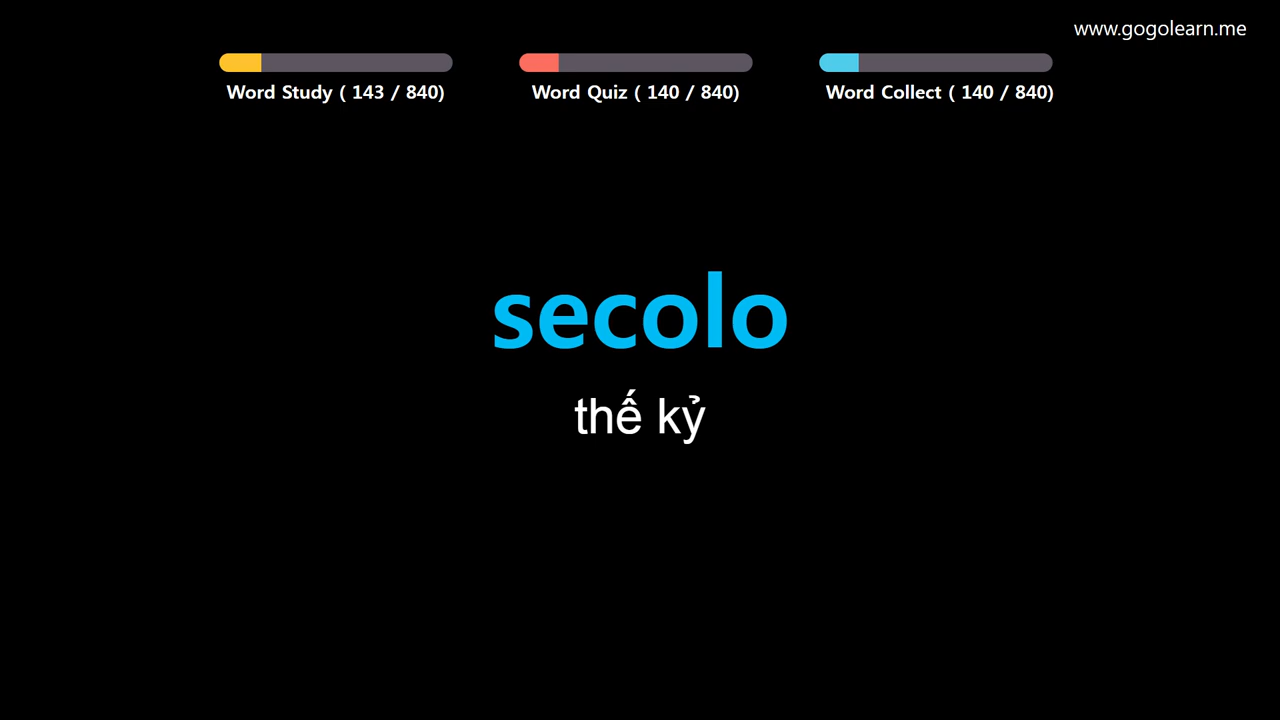 www.gogolearn.me
Word Study ( 143 / 840)
Word Quiz ( 140 / 840)
Word Collect ( 140 / 840)
secolo
thế kỷ